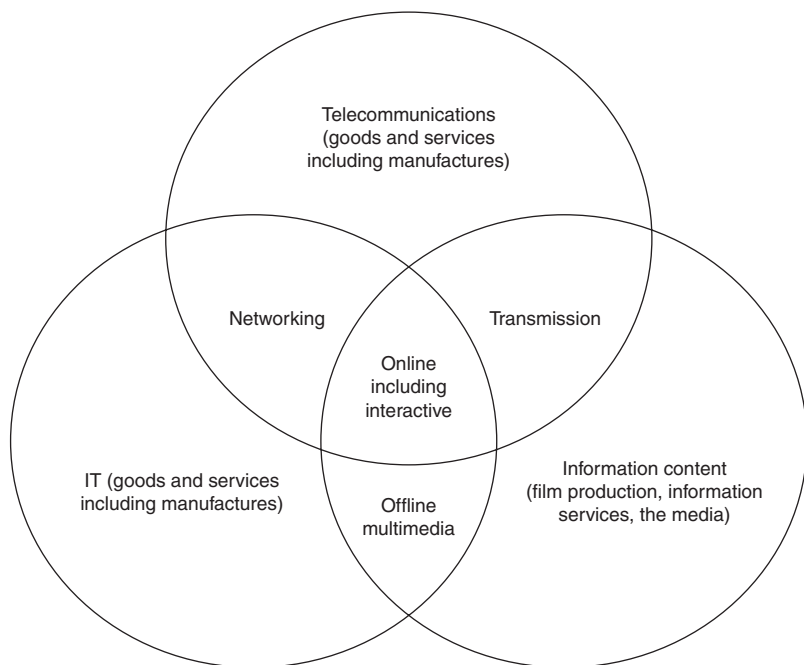 Telecommunications
(goods and services
including manufactures)
Networking
Transmission
Online
including
interactive
IT (goods and services
including manufactures)
Information content
(film production, information
services, the media)
Offline
multimedia